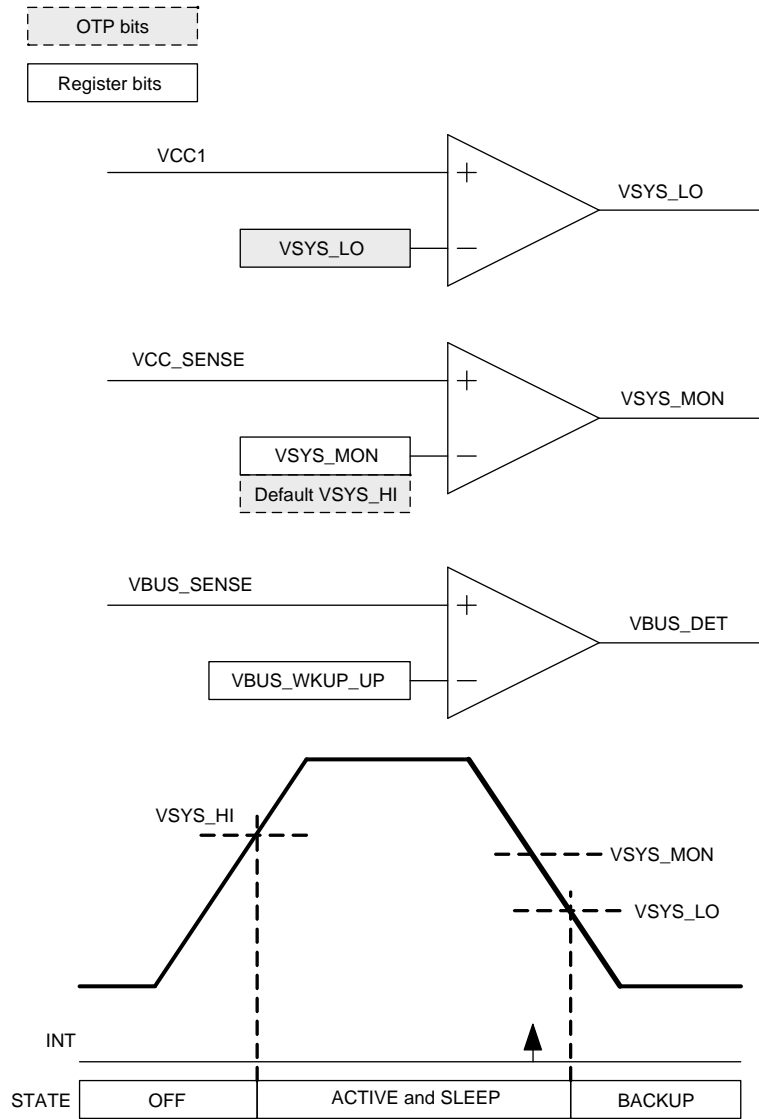 OTP bits
Register bits
VCC1
VSYS_LO
VSYS_LO
VCC_SENSE
VSYS_MON
VSYS_MON
Default VSYS_HI
VBUS_SENSE
VBUS_DET
VBUS_WKUP_UP
VSYS_HI
VSYS_MON
VSYS_LO
INT
STATE OFF ACTIVE and SLEEP BACKUP